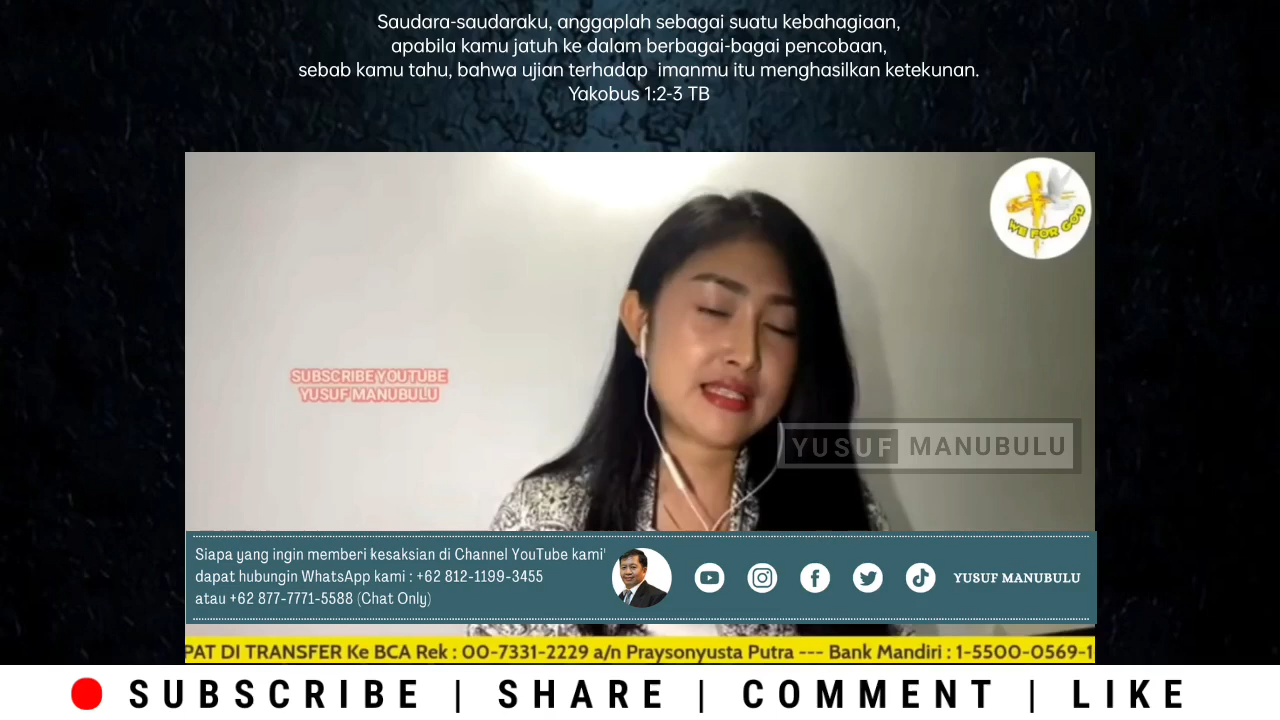 Saudara-saudaraku, anggaplah sebagai suatu kebahagiaan,
apabila kamu jatuh ke dalam berbagai-bagai pencobaan,
sebab kamu tahu, bahwa ujian terhadap imanmu itu menghasilkan ketekunan.
Yakobus 1:2-3 TB
WE FOR GOD
SUBSCRIBE YOUTUBE
YUSUF MANUBULU
YUSUF MANUBULU
Siapa yang ingin memberi kesaksian di Channel YouTube kami'
dapat hubungin WhatsApp kami : +62 812-1199-3455
atau +62 877-7771-5588 (Chat Only)
YUSUF MANUBULU
PAT DI TRANSFER Ke BCA Rek : 00-7331-2229 a/n Praysonyusta Putra --- Bank Mandiri : 1-5500-0569-1
SUBSCRIBE | SHARE | COMMENT | LIKE